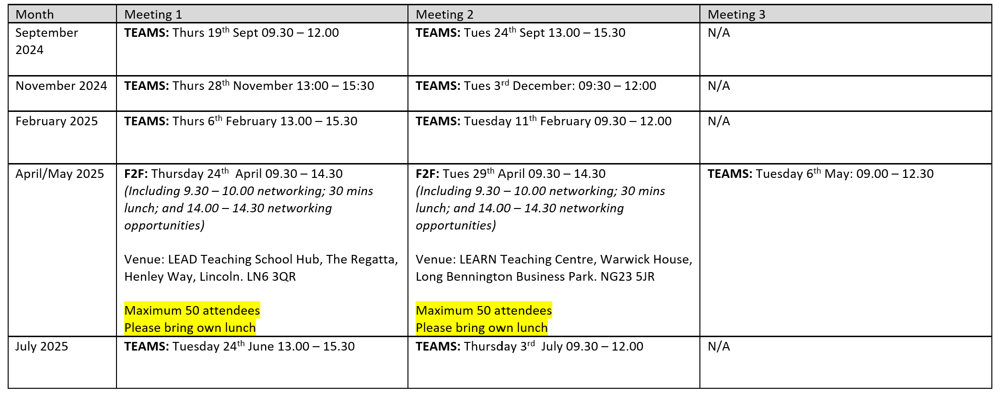 Month
Meeting 1
Meeting 2
Meeting 3
September
2024
TEAMS: Thurs 19th Sept 09.30 – 12.00
TEAMS: Tues 24th Sept 13.00 – 15.30
N/A
November 2024
TEAMS: Thurs 28th November 13:00 – 15:30
TEAMS: Tues 3rd December: 09:30 – 12:00
N/A
February 2025
TEAMS: Thurs 6th February 13.00 – 15.30
TEAMS: Tuesday 11th February 09.30 – 12.00
N/A
April/May 2025
F2F: Thursday 24th  April 09.30 – 14.30
(Including 9.30 – 10.00 networking; 30 mins
lunch; and 14.00 – 14.30 networking
opportunities)
Venue: LEAD Teaching School Hub, The Regatta,
Henley Way, Lincoln. LN6 3QR
Maximum 50 attendees
Please bring own lunch
F2F: Tues 29th April 09.30 – 14.30
(Including 9.30 – 10.00 networking; 30 mins
lunch; and 14.00 – 14.30 networking
opportunities)
Venue: LEARN Teaching Centre, Warwick House,
Long Bennington Business Park. NG23 5JR
Maximum 50 attendees
Please bring own lunch
TEAMS: Tuesday 6th May: 09.00 – 12.30
July 2025
TEAMS: Tuesday 24th June 13.00 – 15.30
TEAMS: Thursday 3rd  July 09.30 – 12.00
N/A